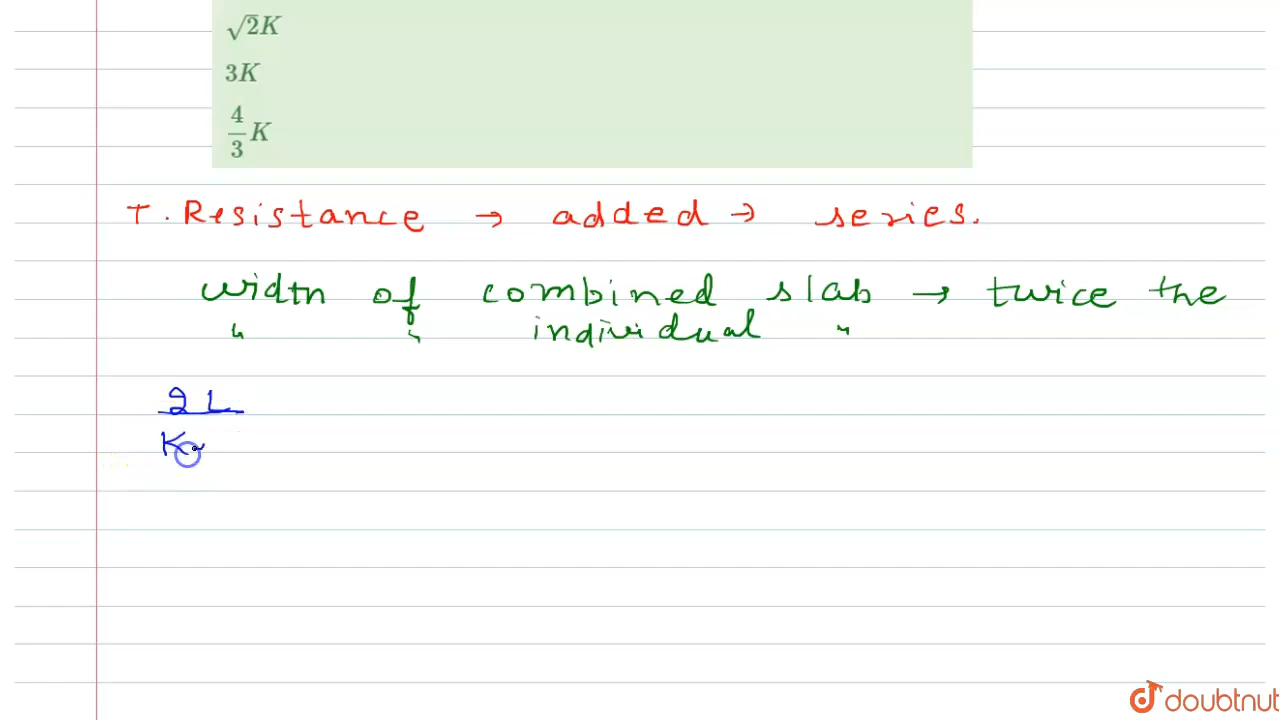 √2K
3K
4/3 K
T. Resistance → added → series.
width of combined slab → twice the
" " individual "
2L
K
doubtnut